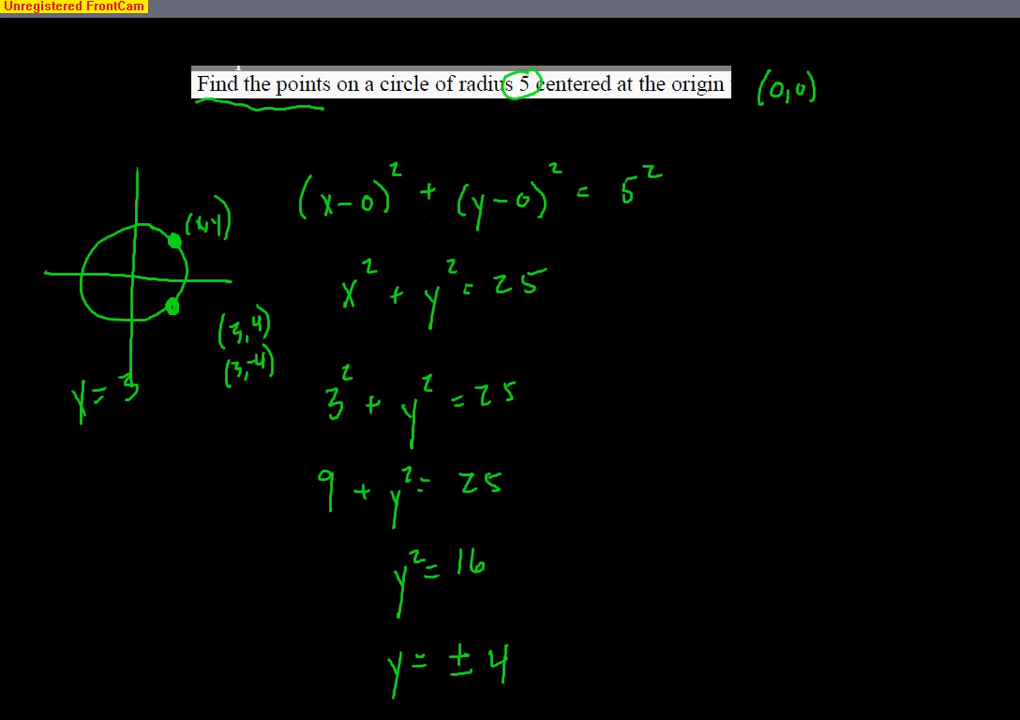 Unregistered FrontCam
Find the points on a circle of radius 5 centered at the origin (0,0)
(x-0)² + (y-0)² = 5²
(x,y)
x² + y² = 25
(3,4)
(3,-4)
x = 3
3² + y² = 25
9 + y² = 25
y² = 16
y = ± 4